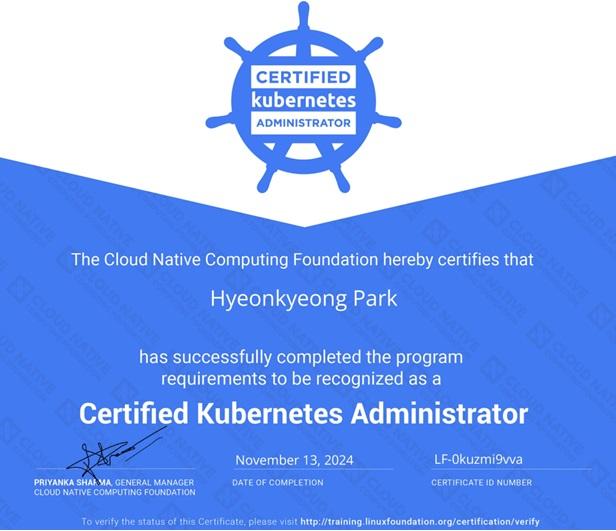 CERTIFIED
kubernetes
ADMINISTRATOR
The Cloud Native Computing Foundation hereby certifies that
Hyeonkyeong Park
has successfully completed the program
requirements to be recognized as a
Certified Kubernetes Administrator
November 13, 2024
LF-0kuzmi9vva
PRIYANKA SHARMA, GENERAL MANAGER
CLOUD NATIVE COMPUTING FOUNDATION
DATE OF COMPLETION
CERTIFICATE ID NUMBER
To verify the status of this Certificate, please visit http://training.linuxfoundation.org/certification/verify